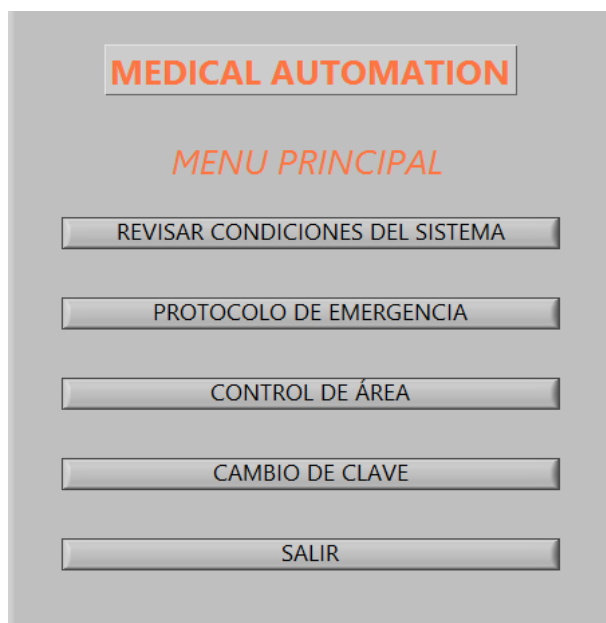 MEDICAL AUTOMATION
MENU PRINCIPAL
REVISAR CONDICIONES DEL SISTEMA
PROTOCOLO DE EMERGENCIA
CONTROL DE ÁREA
CAMBIO DE CLAVE
SALIR